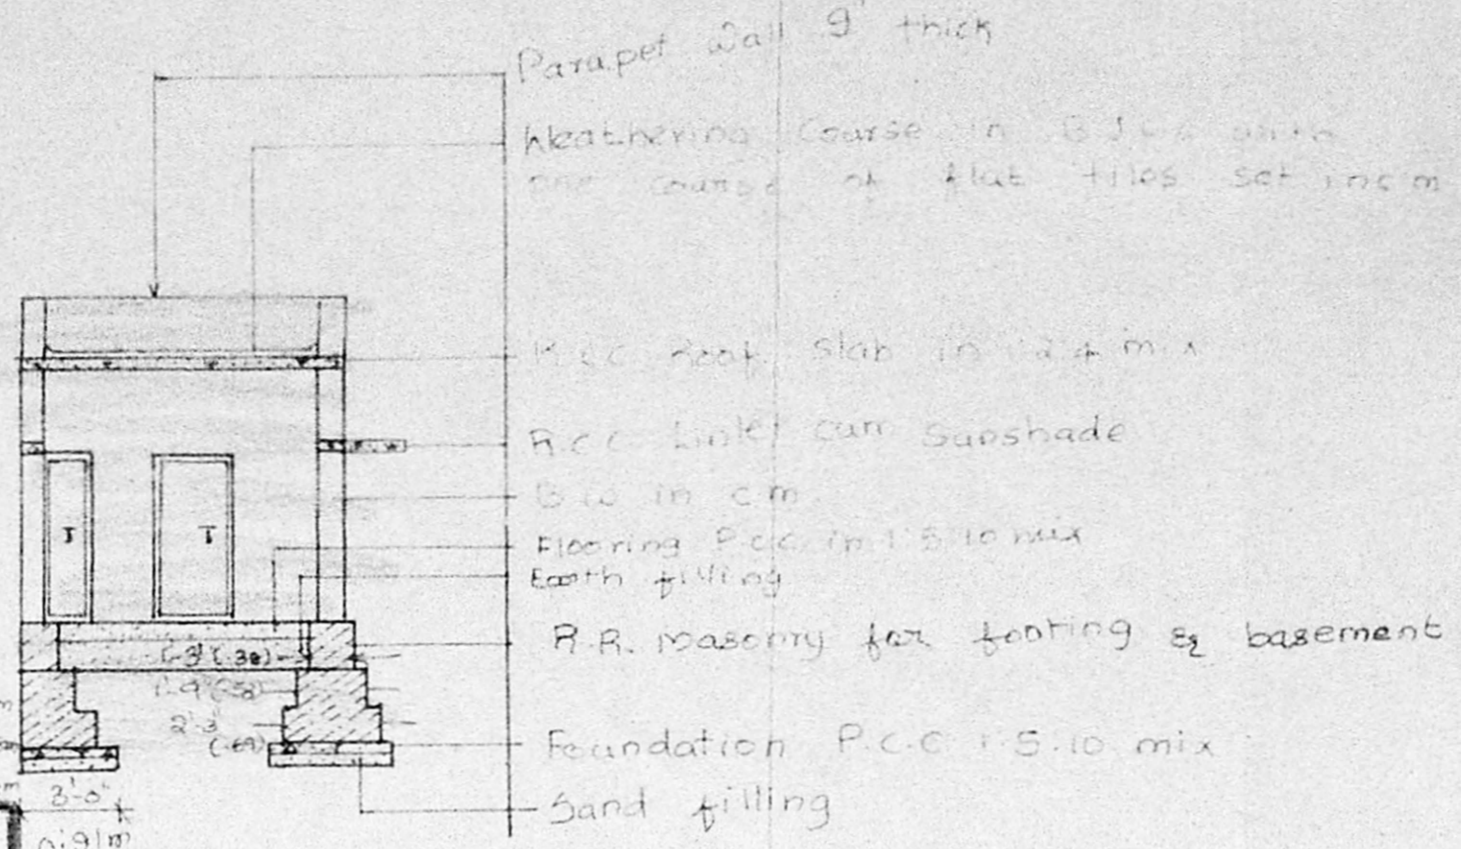 Parapet wall 9' thick
Weathering Course in B J L C with
one course of flat tiles set in c m
R.C.C Roof slab in 1 2 4 mix
R.C.C Lintel cum Sunshade
B W in c m.
Flooring P.C.C. in 1 5 10 mix
Earth filling
R.R. Masonry for footing & basement
1'-3" (.38)
1'-9"
2'-3"
(.69)
Foundation P.C.C 1 5.10 mix
Sand filling
3'-0"
0.91m
T
T